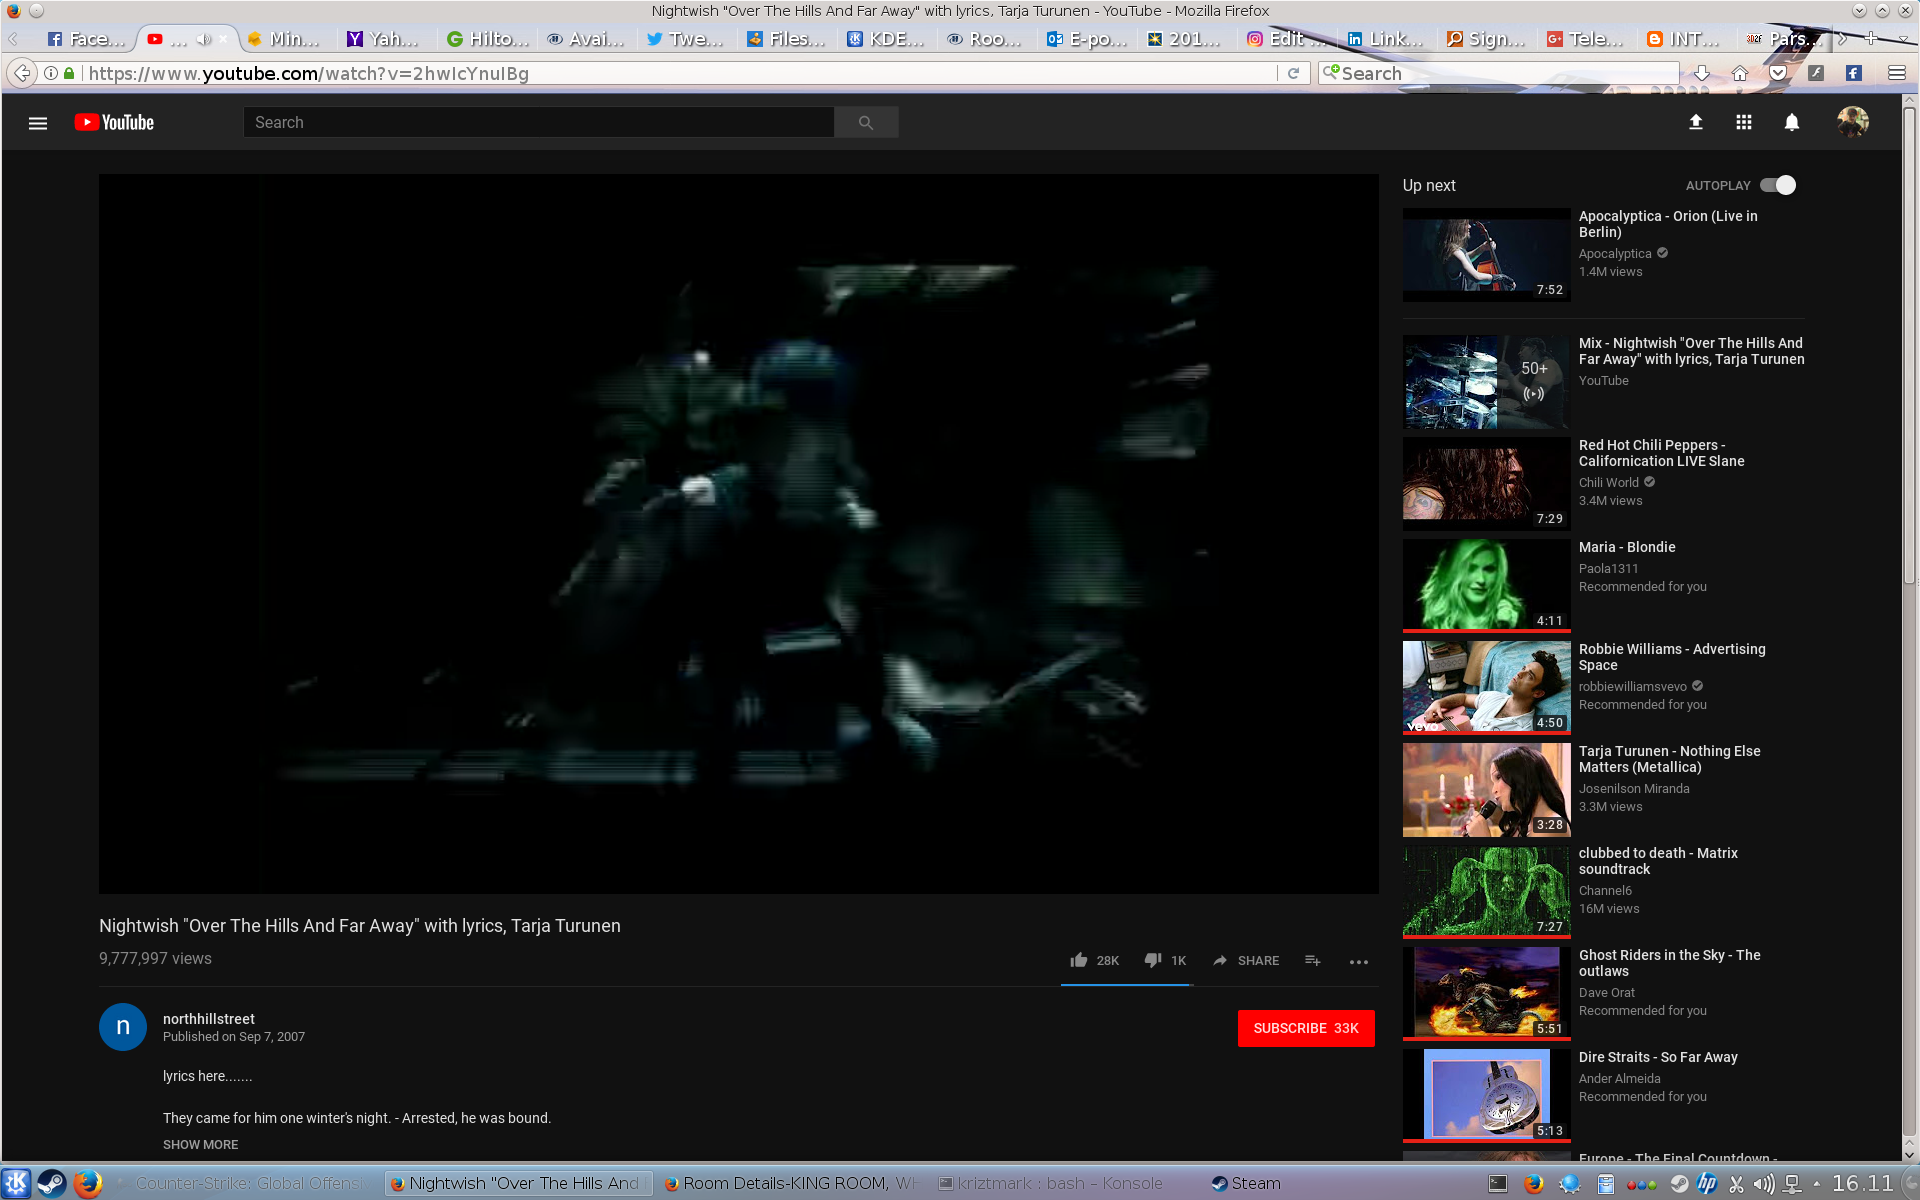 Nightwish "Over The Hills And Far Away" with lyrics, Tarja Turunen - YouTube - Mozilla Firefox
Face... ... Min... Yah... Hilto... Avai... Twe... Files... KDE... Roo... E-po... 201... Edit ... Link... Sign... Tele... INT... Pars...
https://www.youtube.com/watch?v=2hwIcYnuIBg
Search
YouTube
Search
Up next
AUTOPLAY
Apocalyptica - Orion (Live in
Berlin)
Apocalyptica
1.4M views
7:52
Mix - Nightwish "Over The Hills And
Far Away" with lyrics, Tarja Turunen
YouTube
50+
Red Hot Chili Peppers -
Californication LIVE Slane
Chili World
3.4M views
7:29
Maria - Blondie
Paola1311
Recommended for you
4:11
Robbie Williams - Advertising
Space
robbiewilliamsvevo
Recommended for you
vevo
4:50
Tarja Turunen - Nothing Else
Matters (Metallica)
Josenilson Miranda
3.3M views
3:28
clubbed to death - Matrix
soundtrack
Channel6
16M views
7:27
Ghost Riders in the Sky - The
outlaws
Dave Orat
Recommended for you
5:51
Dire Straits - So Far Away
Ander Almeida
Recommended for you
5:13
Europe - The Final Countdown -
Nightwish "Over The Hills And Far Away" with lyrics, Tarja Turunen
9,777,997 views
28K
1K
SHARE
n
northhillstreet
Published on Sep 7, 2007
SUBSCRIBE 33K
lyrics here.......
They came for him one winter's night. - Arrested, he was bound.
SHOW MORE
Counter-Strike: Global Offens
Nightwish "Over The Hills And
Room Details-KING ROOM, WH
kriztmark : bash – Konsole
Steam
16.11